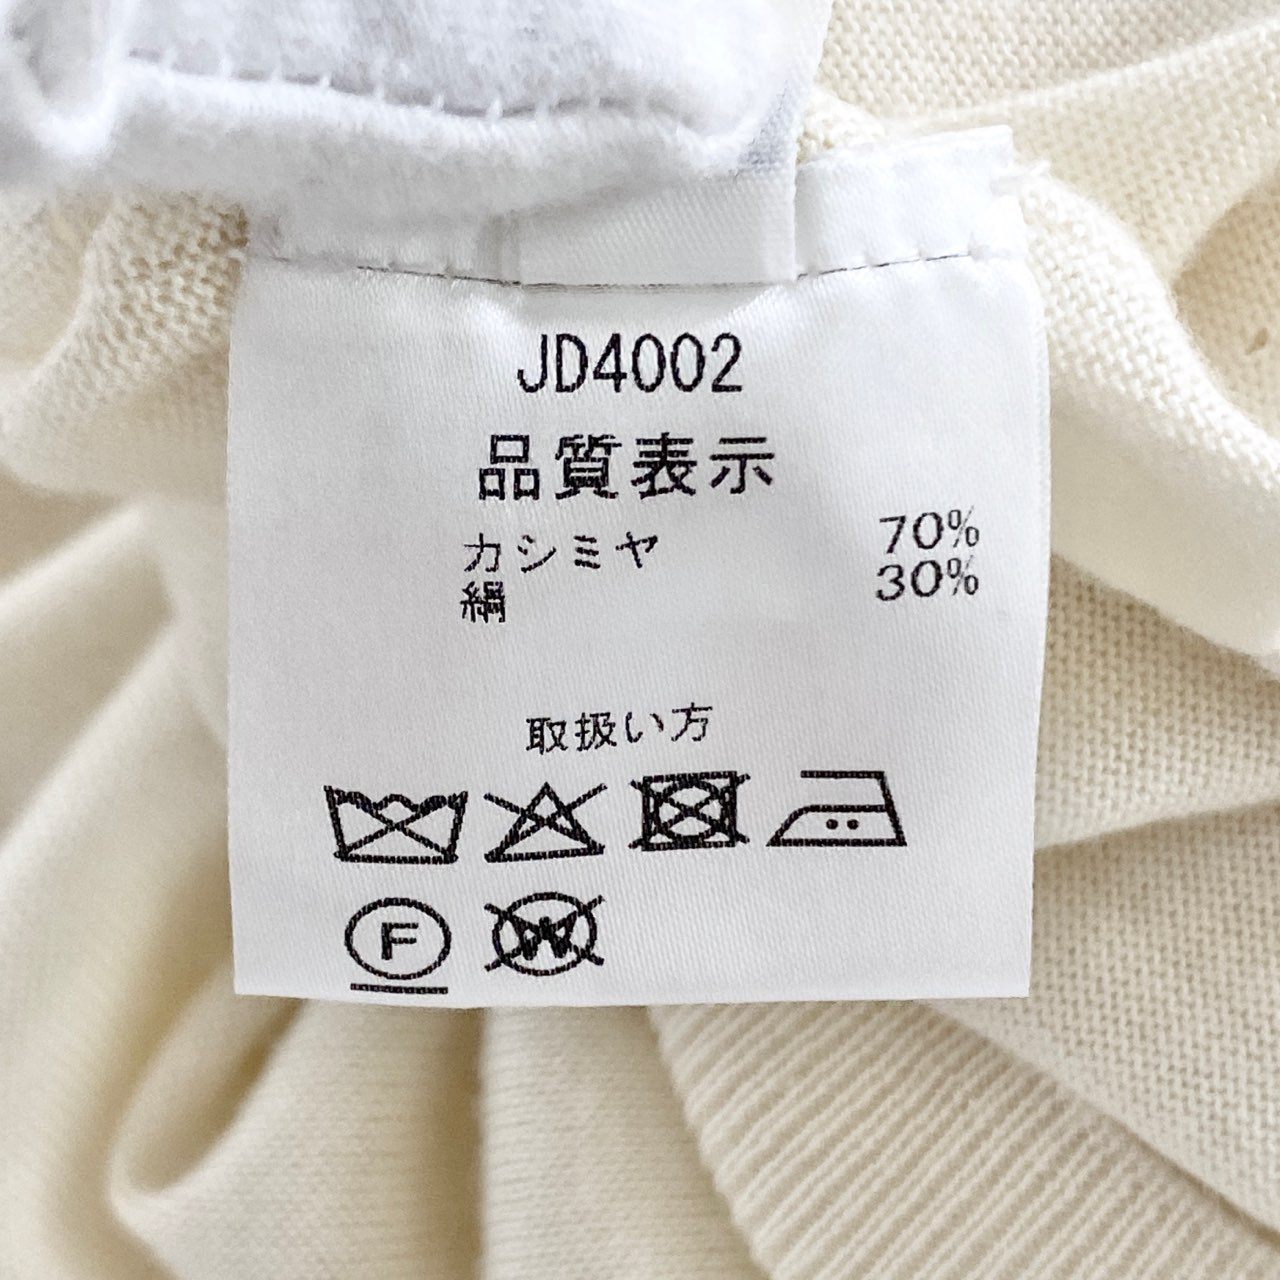 JD4002
品質表示
カシミヤ 70%
絹 30%
取扱い方
F W